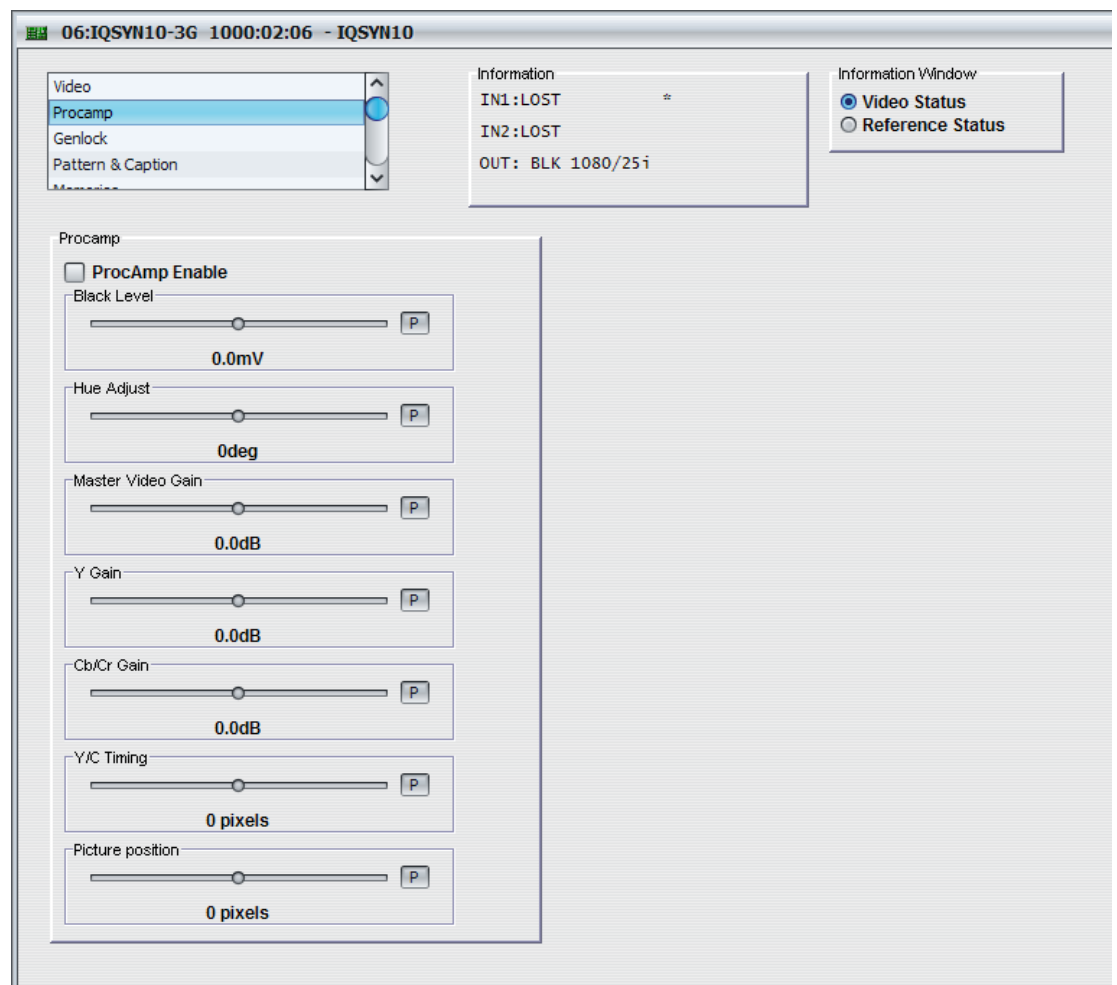 06:IQSYN10-3G 1000:02:06 - IQSYN10
Video
Procamp
Genlock
Pattern & Caption
Memories
Information
IN1:LOST *
IN2:LOST
OUT: BLK 1080/25i
Information Window
Video Status
Reference Status
Procamp
ProcAmp Enable
Black Level
P
0.0mV
Hue Adjust
P
0deg
Master Video Gain
P
0.0dB
Y Gain
P
0.0dB
Cb/Cr Gain
P
0.0dB
Y/C Timing
P
0 pixels
Picture position
P
0 pixels